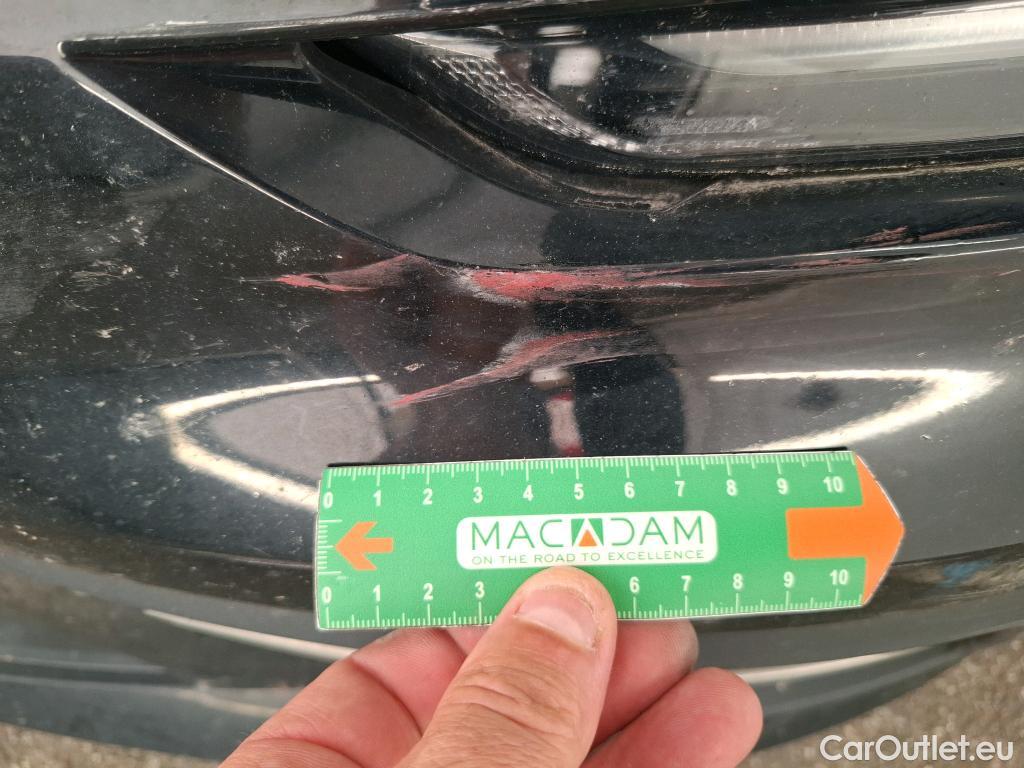 0 1 2 3 4 5 6 7 8 9 10
MACADAM
ON THE ROAD TO EXCELLENCE
0 1 2 3 6 7 8 9 10
CarOutlet.eu